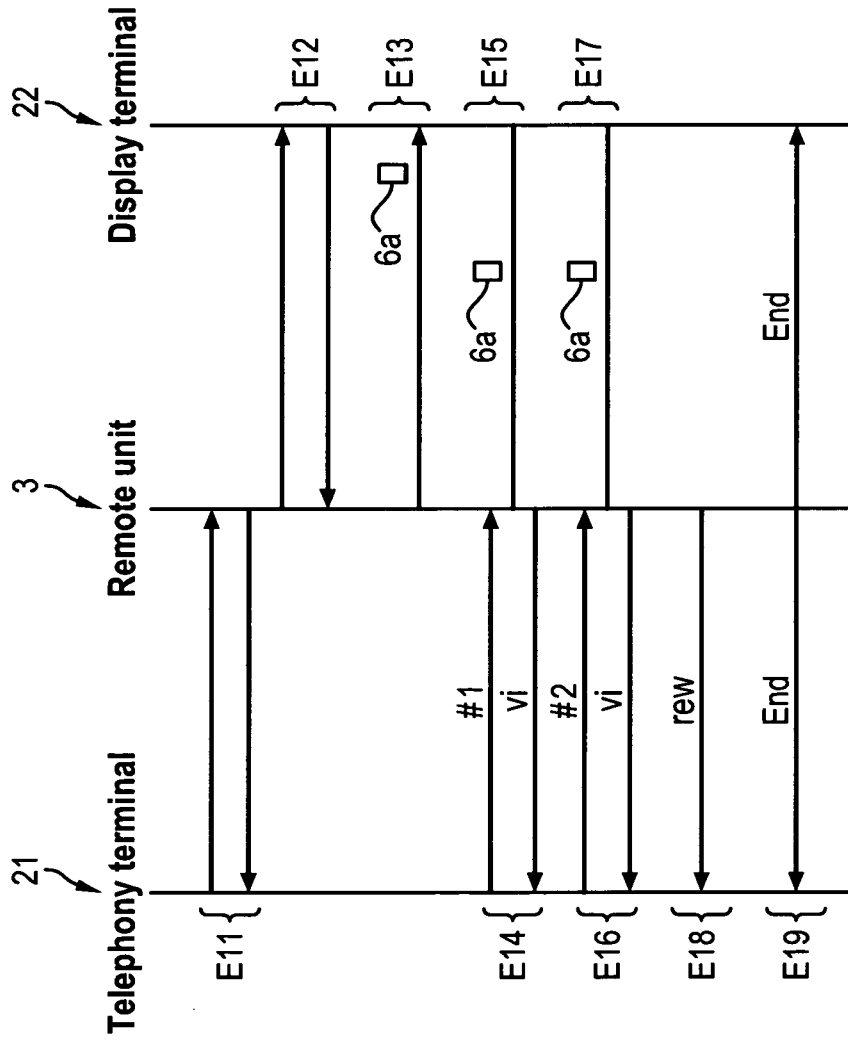 21
3
22
Telephony terminal
Remote unit
Display terminal
E11
E12
E13
6a
#1
E14
vi
6a
E15
#2
E16
vi
6a
E17
E18
rew
E19
End
End